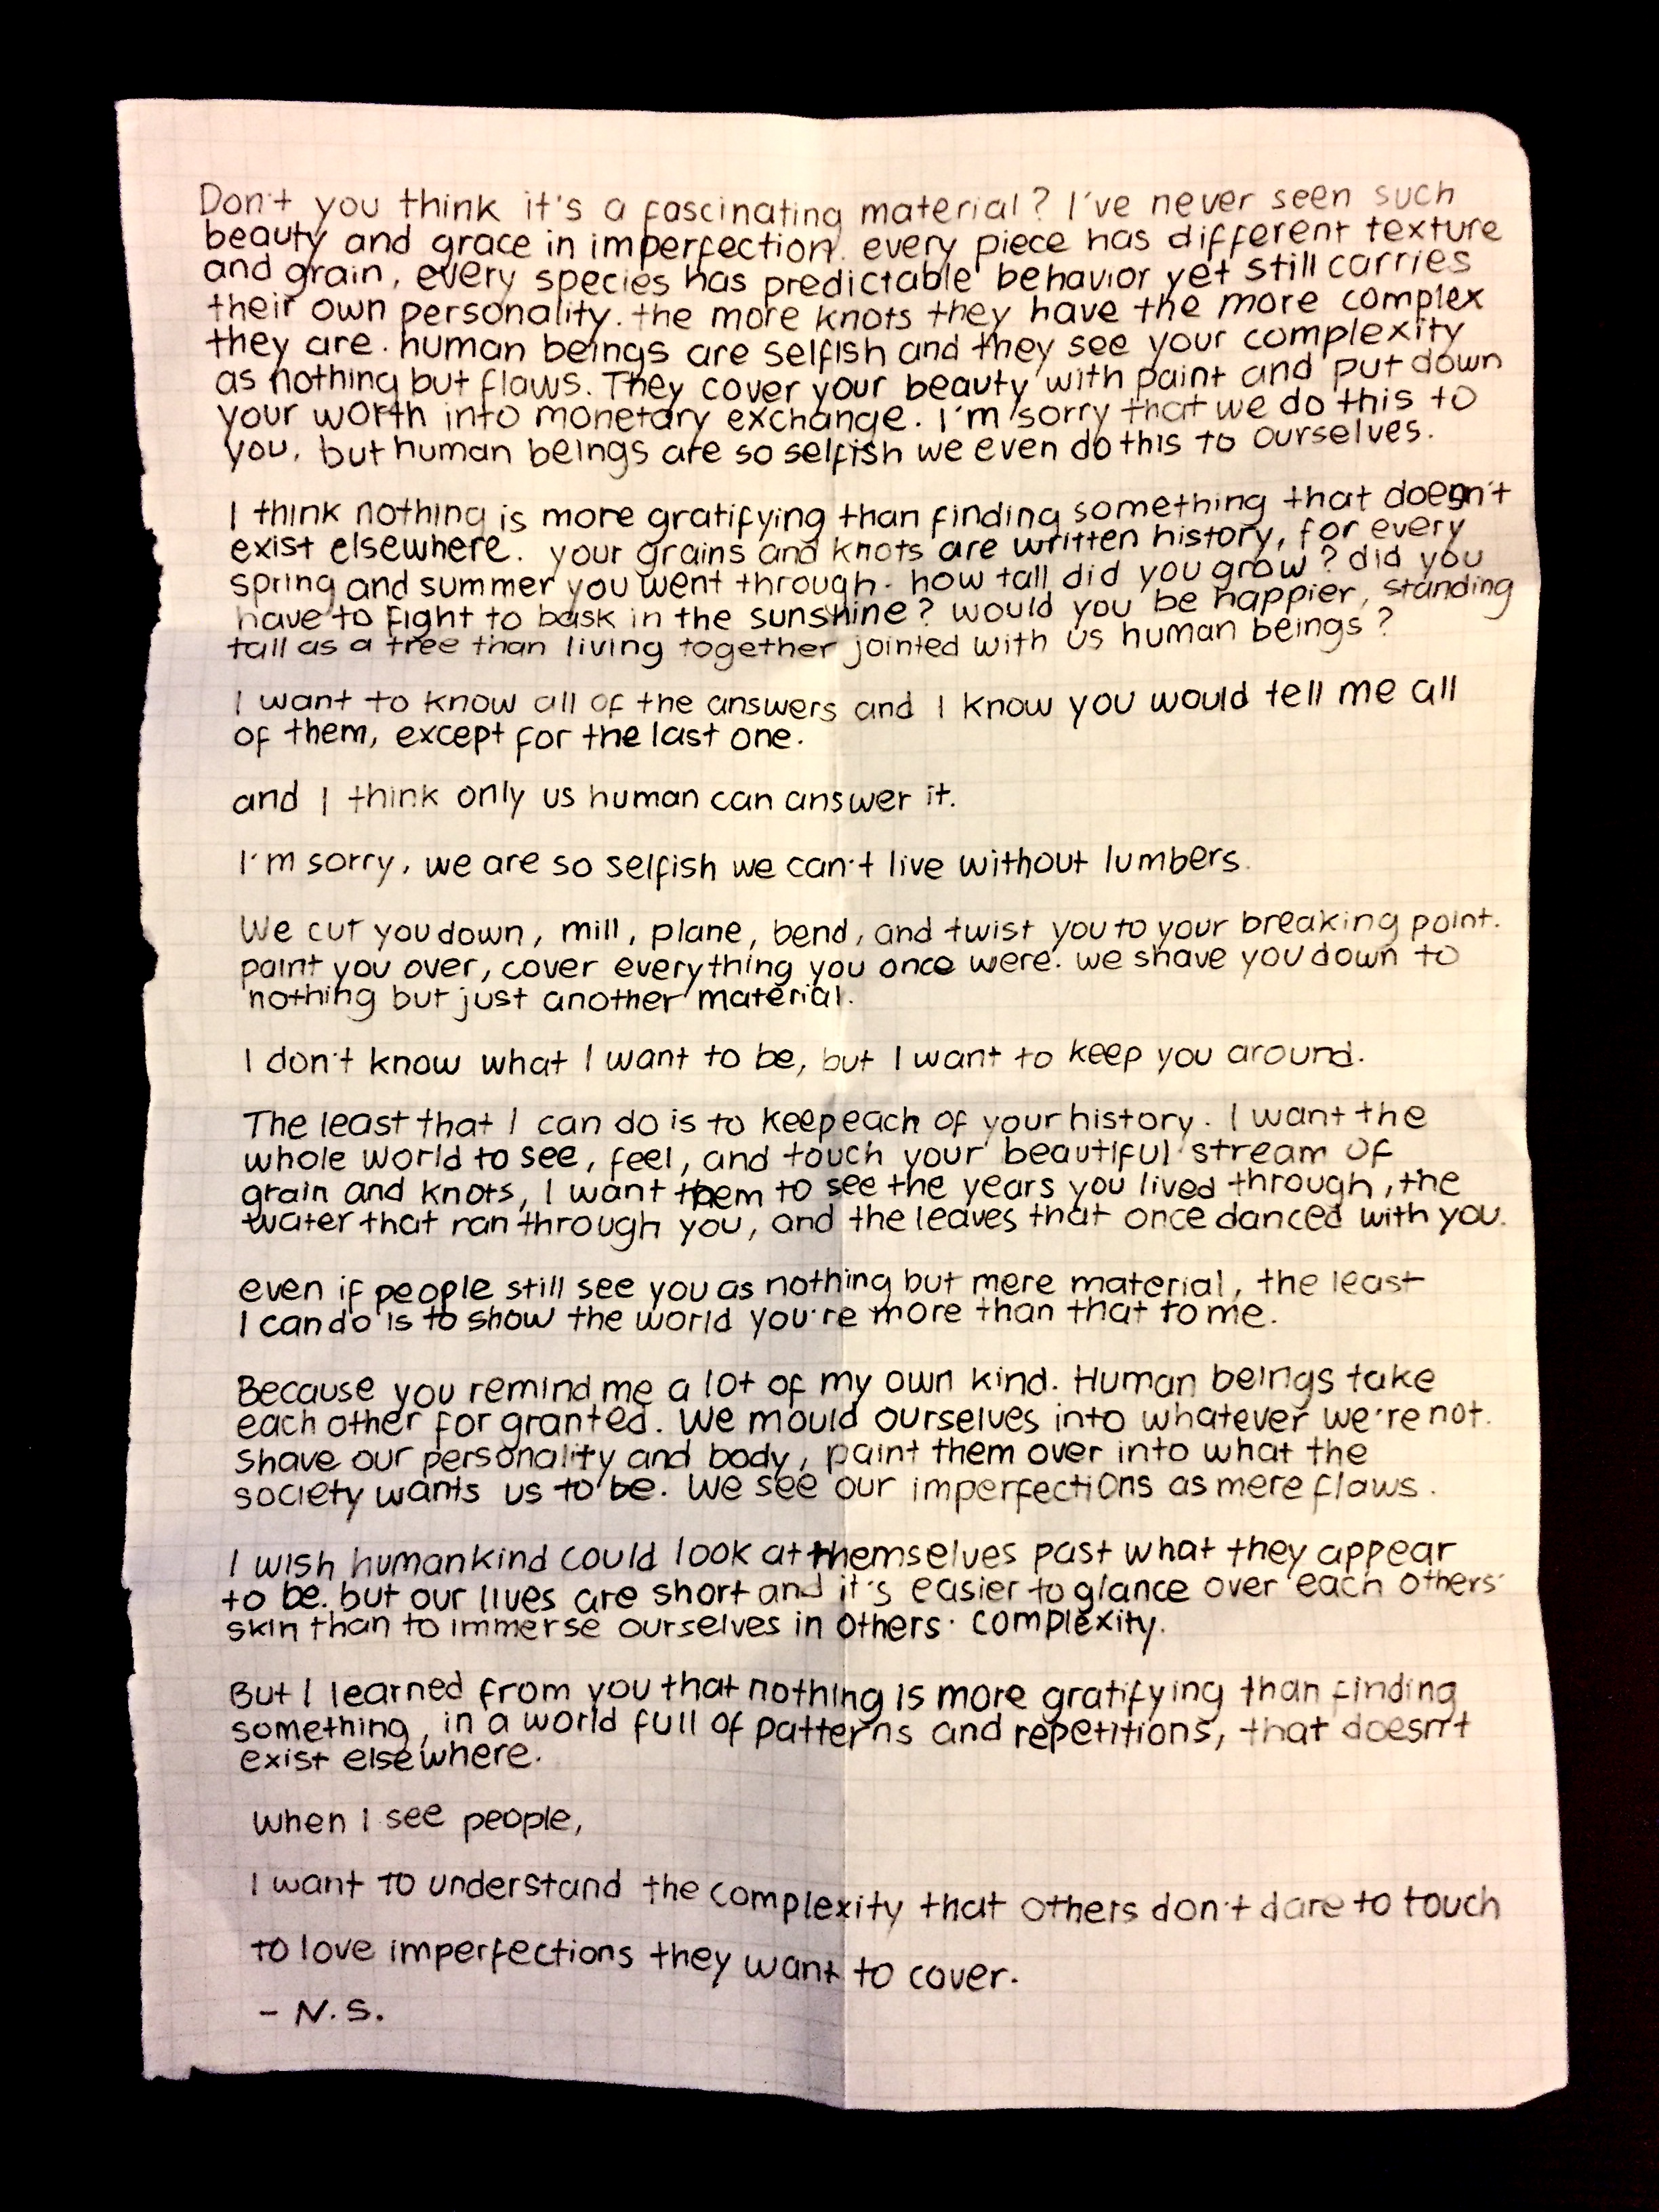 Don't you think it's a fascinating material? I've never seen such
beauty and grace in imperfection. every piece has different texture
and grain, every species has predictable behavior yet still carries
their own personality. the more knots they have the more complex
they are. human beings are selfish and they see your complexity
as nothing but flaws. They cover your beauty with paint and put down
your worth into monetary exchange. I'm sorry that we do this to
you, but human beings are so selfish we even do this to ourselves.
I think nothing is more gratifying than finding something that doesn't
exist elsewhere. your grains and knots are written history, for every
spring and summer you went through. how tall did you grow? did you
have to fight to bask in the sunshine? would you be happier, standing
tall as a tree than living together jointed with us human beings?
I want to know all of the answers and I know you would tell me all
of them, except for the last one.
and I think only us human can answer it.
I'm sorry, we are so selfish we can't live without lumbers.
We cut you down, mill, plane, bend, and twist you to your breaking point.
paint you over, cover everything you once were. we shave you down to
nothing but just another material.
I don't know what I want to be, but I want to keep you around.
The least that I can do is to keep each of your history. I want the
whole world to see, feel, and touch your beautiful stream of
grain and knots, I want them to see the years you lived through, the
water that ran through you, and the leaves that once danced with you.
even if people still see you as nothing but mere material, the least
I can do is to show the world you're more than that to me.
Because you remind me a lot of my own kind. Human beings take
each other for granted. We mould ourselves into whatever we're not.
Shave our personality and body, paint them over into what the
society wants us to be. We see our imperfections as mere flaws.
I wish humankind could look at themselves past what they appear
to be. but our lives are short and it's easier to glance over each others'
skin than to immerse ourselves in others' complexity.
But I learned from you that nothing is more gratifying than finding
something, in a world full of patterns and repetitions, that doesn't
exist elsewhere.
When I see people,
I want to understand the complexity that others don't dare to touch
to love imperfections they want to cover.
- N.S.